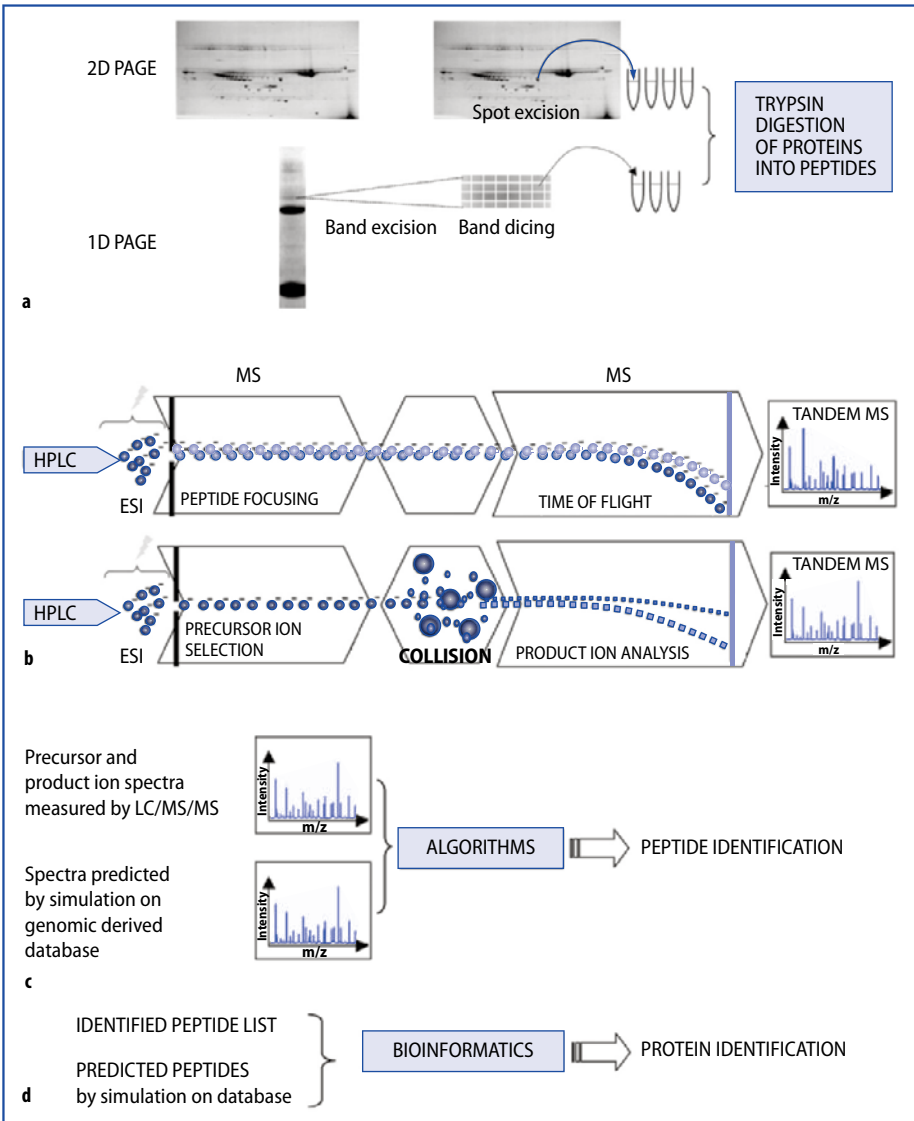 2D PAGE
Spot excision
TRYPSIN
DIGESTION
OF PROTEINS
INTO PEPTIDES
Band excision
Band dicing
1D PAGE
a
MS
MS
HPLC
ESI
PEPTIDE FOCUSING
TIME OF FLIGHT
TANDEM MS
Intensity
m/z
HPLC
ESI
PRECURSOR ION
SELECTION
COLLISION
PRODUCT ION ANALYSIS
TANDEM MS
Intensity
m/z
b
Precursor and
product ion spectra
measured by LC/MS/MS
Intensity
m/z
ALGORITHMS
PEPTIDE IDENTIFICATION
Spectra predicted
by simulation on
genomic derived
database
Intensity
m/z
c
IDENTIFIED PEPTIDE LIST
PREDICTED PEPTIDES
by simulation on database
BIOINFORMATICS
PROTEIN IDENTIFICATION
d